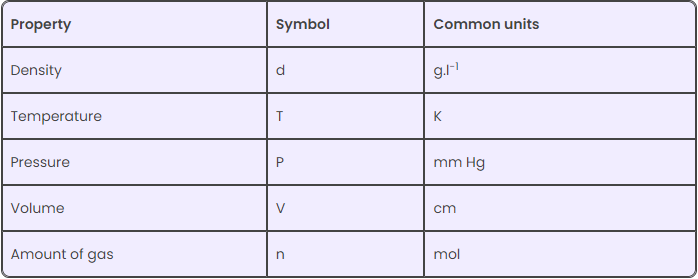 Property Symbol Common units
Density d g.l⁻¹
Temperature T K
Pressure P mm Hg
Volume V cm
Amount of gas n mol